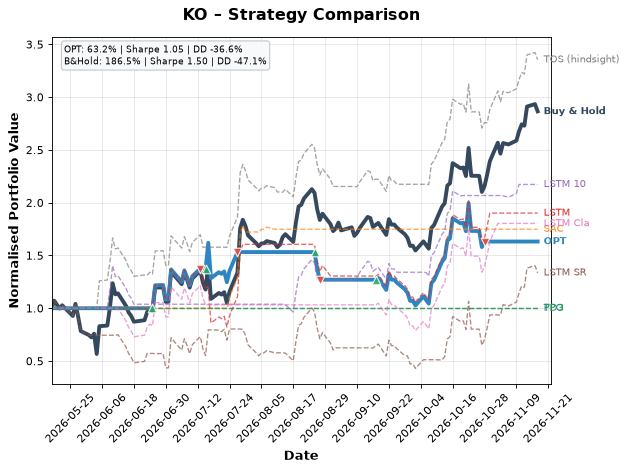 KO – Strategy Comparison
OPT: 63.2% | Sharpe 1.05 | DD -36.6%
B&Hold: 186.5% | Sharpe 1.50 | DD -47.1%
Normalised Portfolio Value
3.5
3.0
2.5
2.0
1.5
1.0
0.5
TOS (hindsight)
Buy & Hold
LSTM 10
LSTM
LSTM Cla
SAC
OPT
LSTM SR
2026-05-25
2026-06-06
2026-06-18
2026-06-30
2026-07-12
2026-07-24
2026-08-05
2026-08-17
2026-08-29
2026-09-10
2026-09-22
2026-10-04
2026-10-16
2026-10-28
2026-11-09
2026-11-21
Date